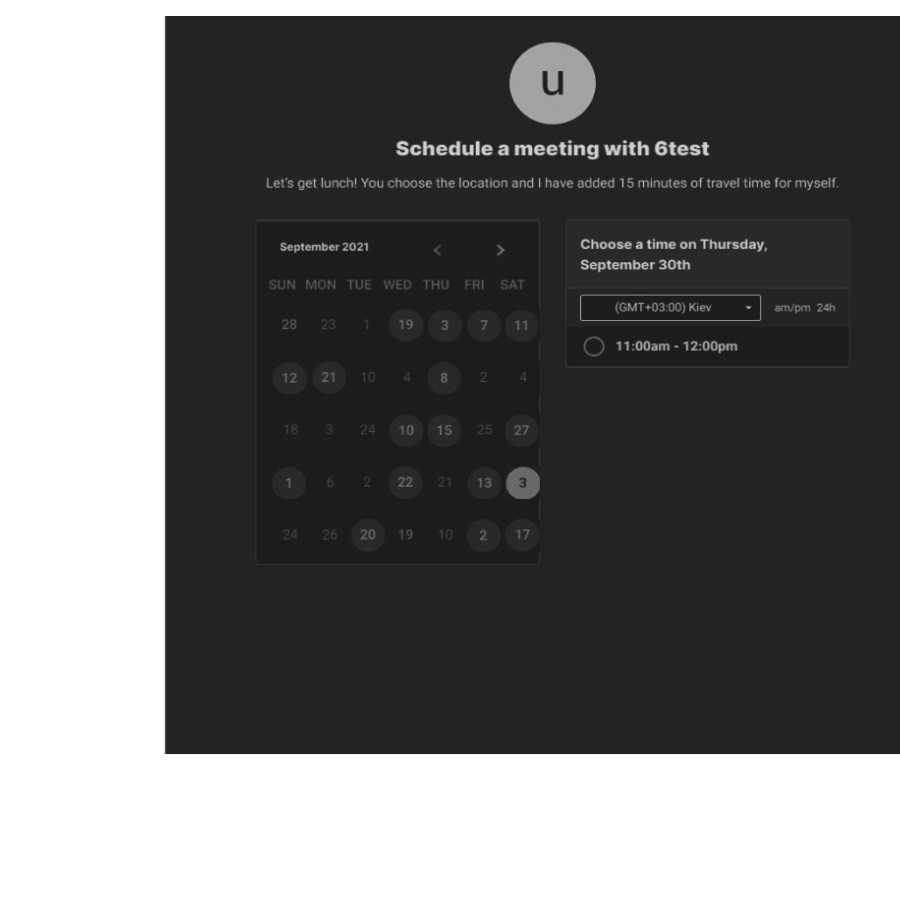 u
Schedule a meeting with 6test
Let's get lunch! You choose the location and I have added 15 minutes of travel time for myself.
September 2021 < >
SUN MON TUE WED THU FRI SAT
28 23 1 19 3 7 11
12 21 10 4 8 2 4
18 3 24 10 15 25 27
1 6 2 22 21 13 3
24 26 20 19 10 2 17
Choose a time on Thursday,
September 30th
(GMT+03:00) Kiev am/pm 24h
11:00am - 12:00pm